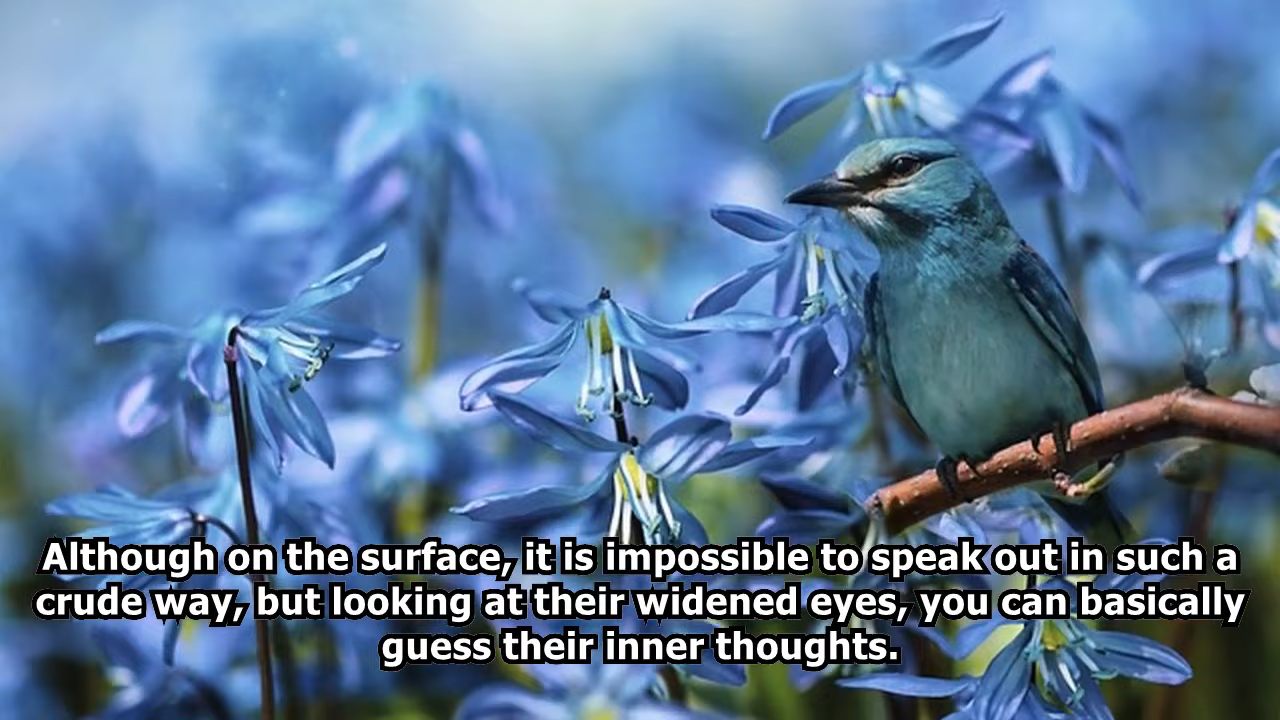 Although on the surface, it is impossible to speak out in such a
crude way, but looking at their widened eyes, you can basically
guess their inner thoughts.